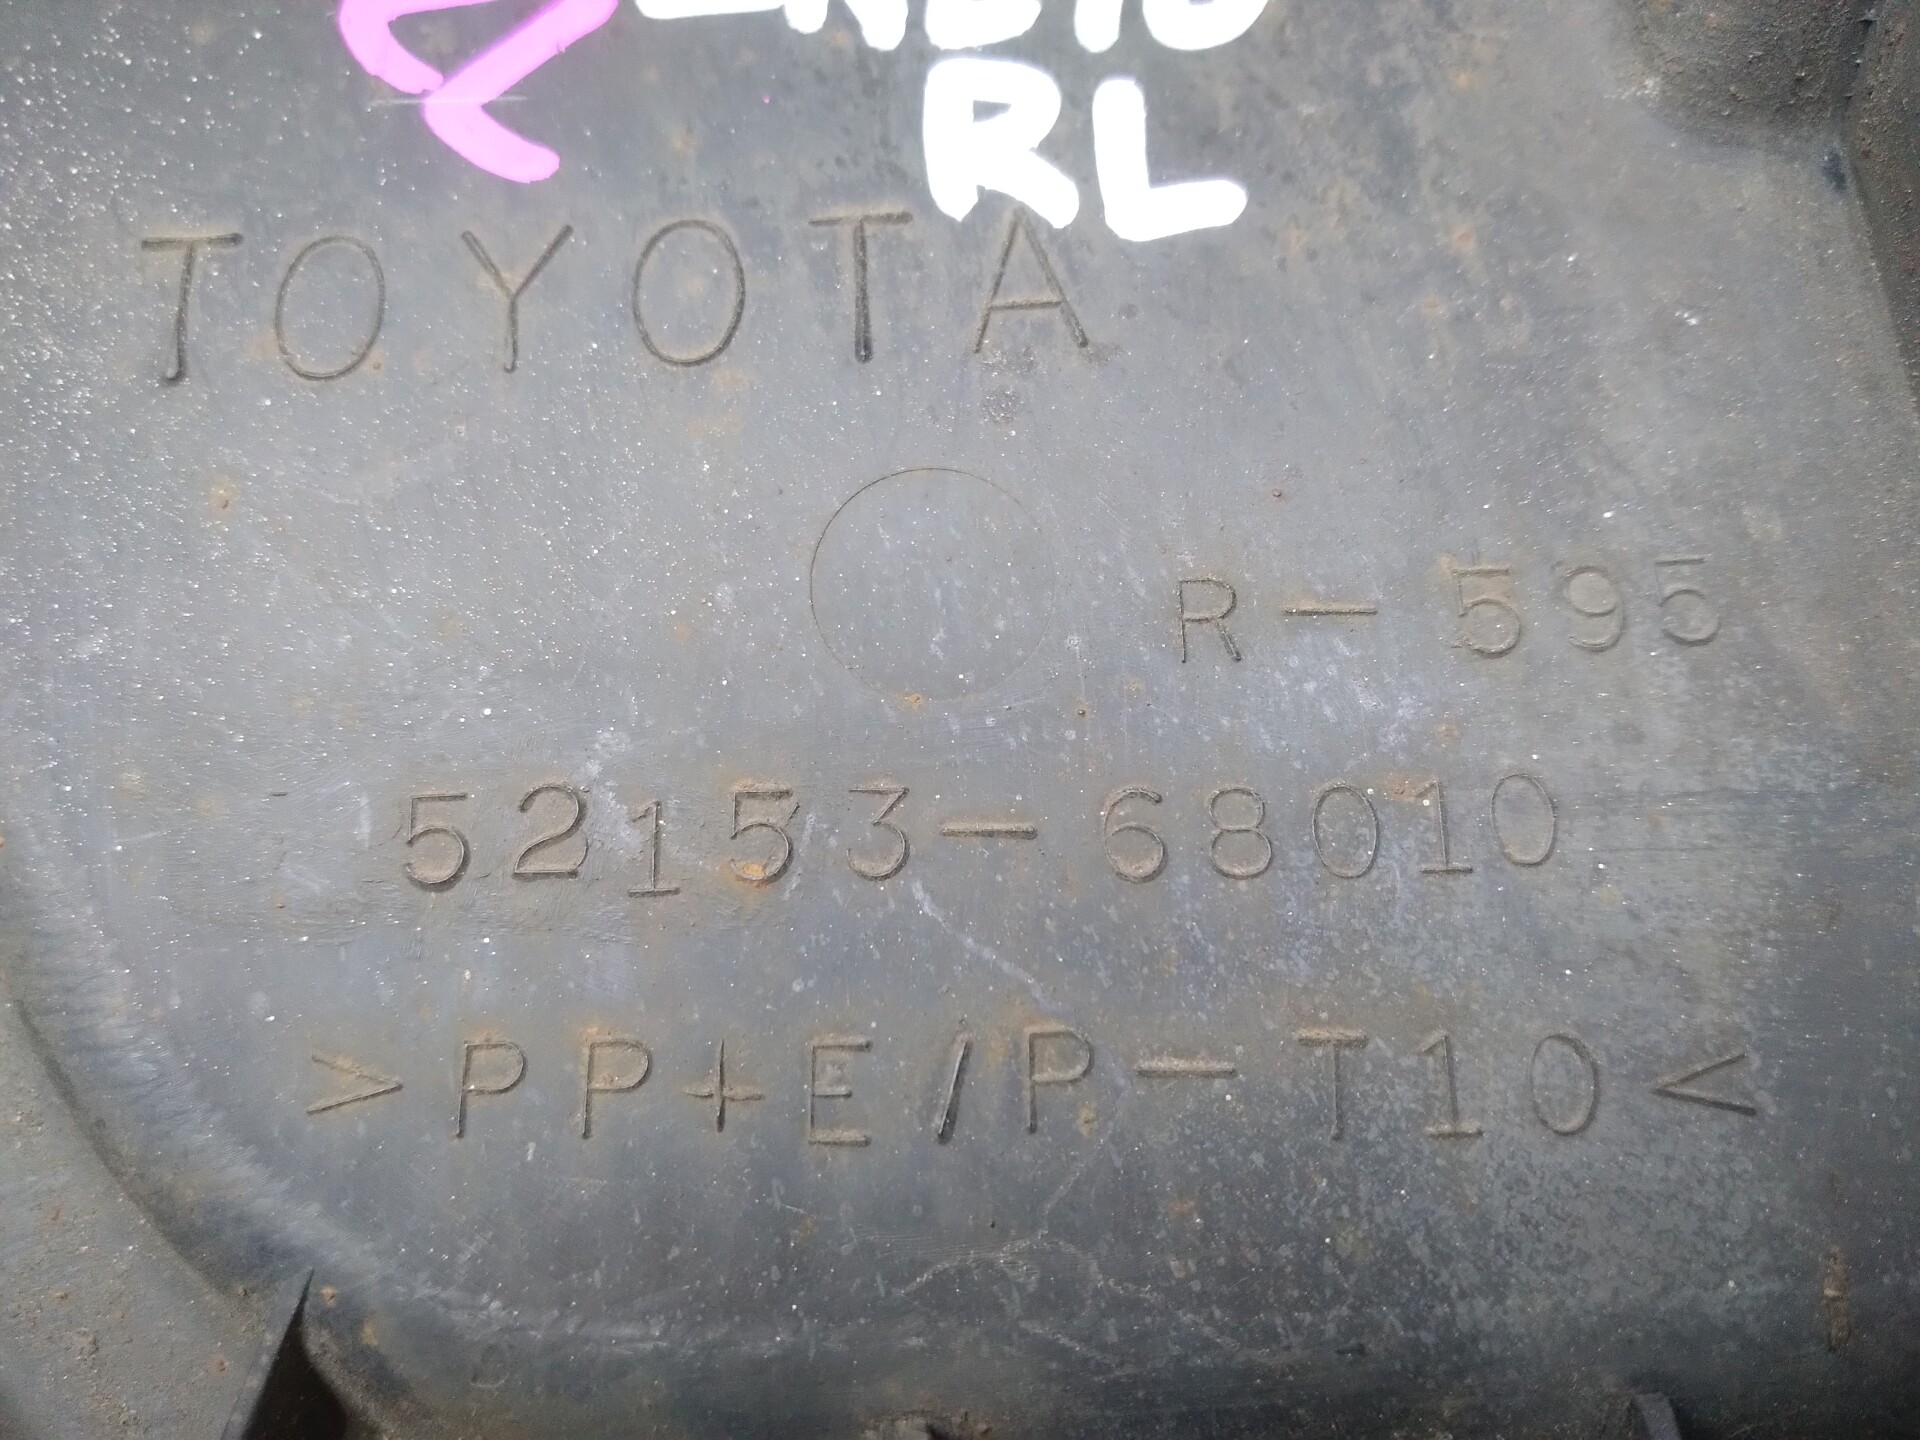 RL
TOYOTA
R-595
52153-68010
>PP+E/P-T10<